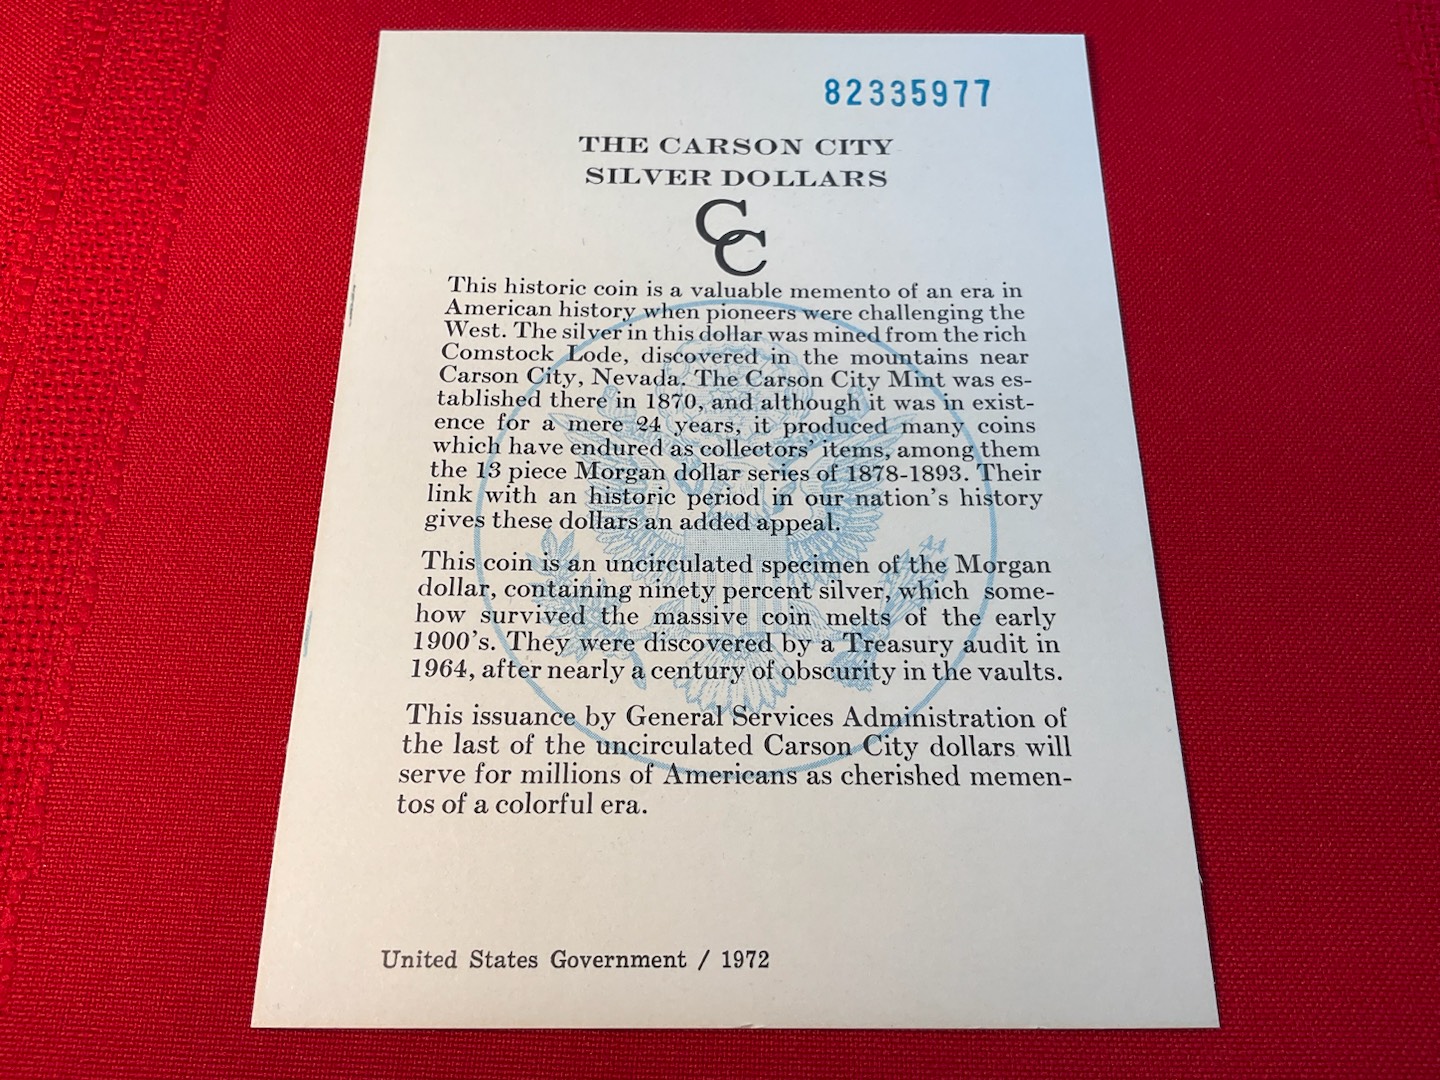 82335977
THE CARSON CITY
SILVER DOLLARS
CC
This historic coin is a valuable memento of an era in
American history when pioneers were challenging the
West. The silver in this dollar was mined from the rich
Comstock Lode, discovered in the mountains near
Carson City, Nevada. The Carson City Mint was es-
tablished there in 1870, and although it was in exist-
ence for a mere 24 years, it produced many coins
which have endured as collectors' items, among them
the 13 piece Morgan dollar series of 1878-1893. Their
link with an historic period in our nation's history
gives these dollars an added appeal.
This coin is an uncirculated specimen of the Morgan
dollar, containing ninety percent silver, which some-
how survived the massive coin melts of the early
1900's. They were discovered by a Treasury audit in
1964, after nearly a century of obscurity in the vaults.
This issuance by General Services Administration of
the last of the uncirculated Carson City dollars will
serve for millions of Americans as cherished memen-
tos of a colorful era.
United States Government / 1972